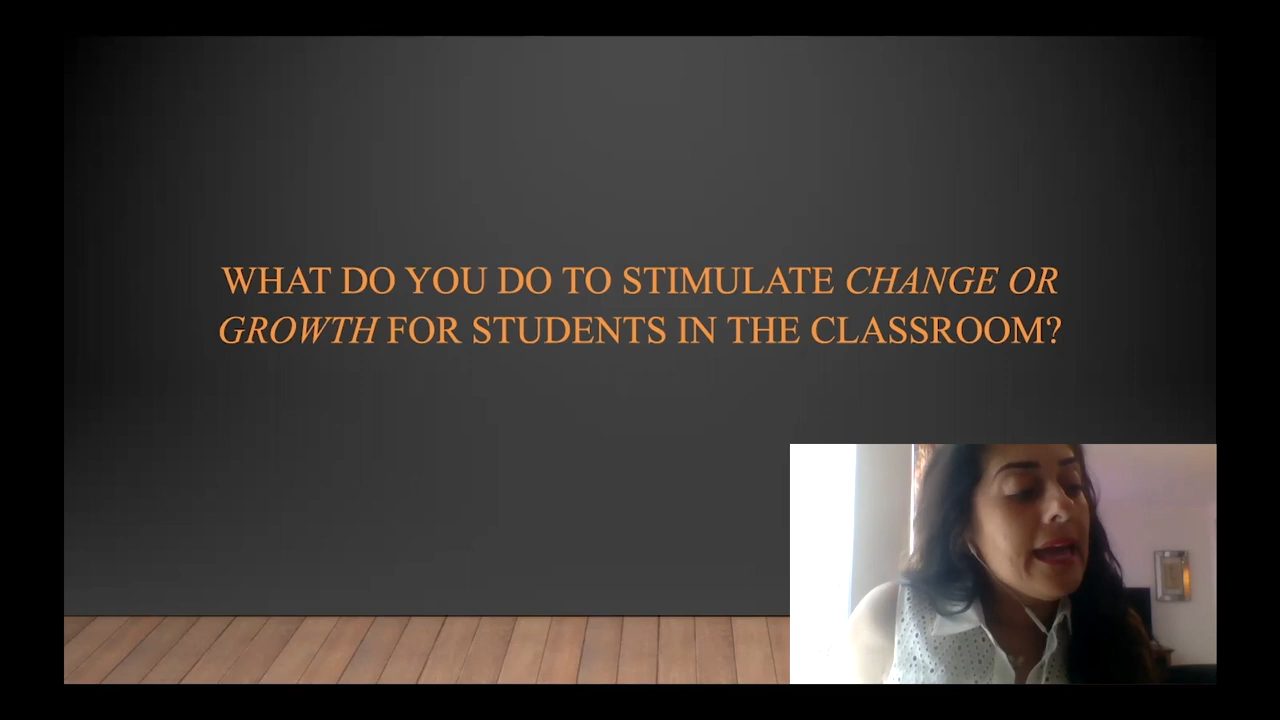 WHAT DO YOU DO TO STIMULATE CHANGE OR
GROWTH FOR STUDENTS IN THE CLASSROOM?